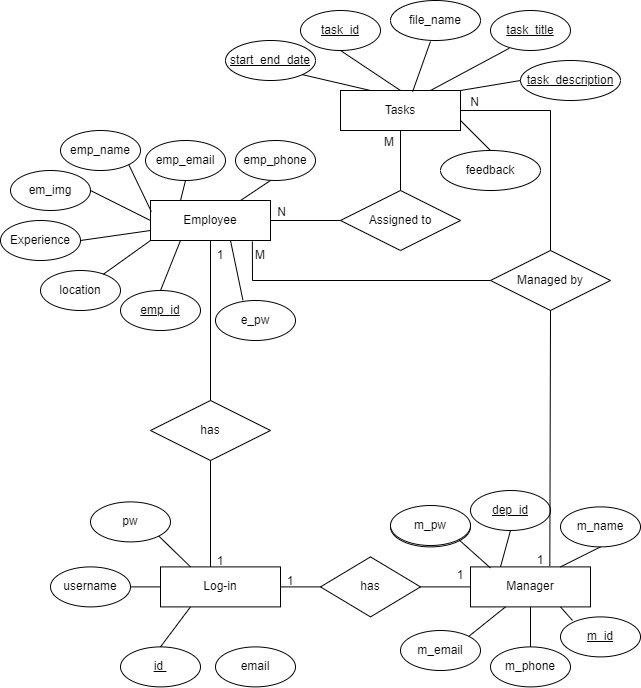 file_name
task_id
task_title
start_end_date
task_description
Tasks
N
M
feedback
emp_name
emp_email
emp_phone
em_img
Employee
N
Assigned to
Experience
1
M
location
emp_id
e_pw
Managed by
has
pw
m_pw
dep_id
m_name
1
1
username
Log-in
1
has
1
Manager
id
email
m_email
m_phone
m_id